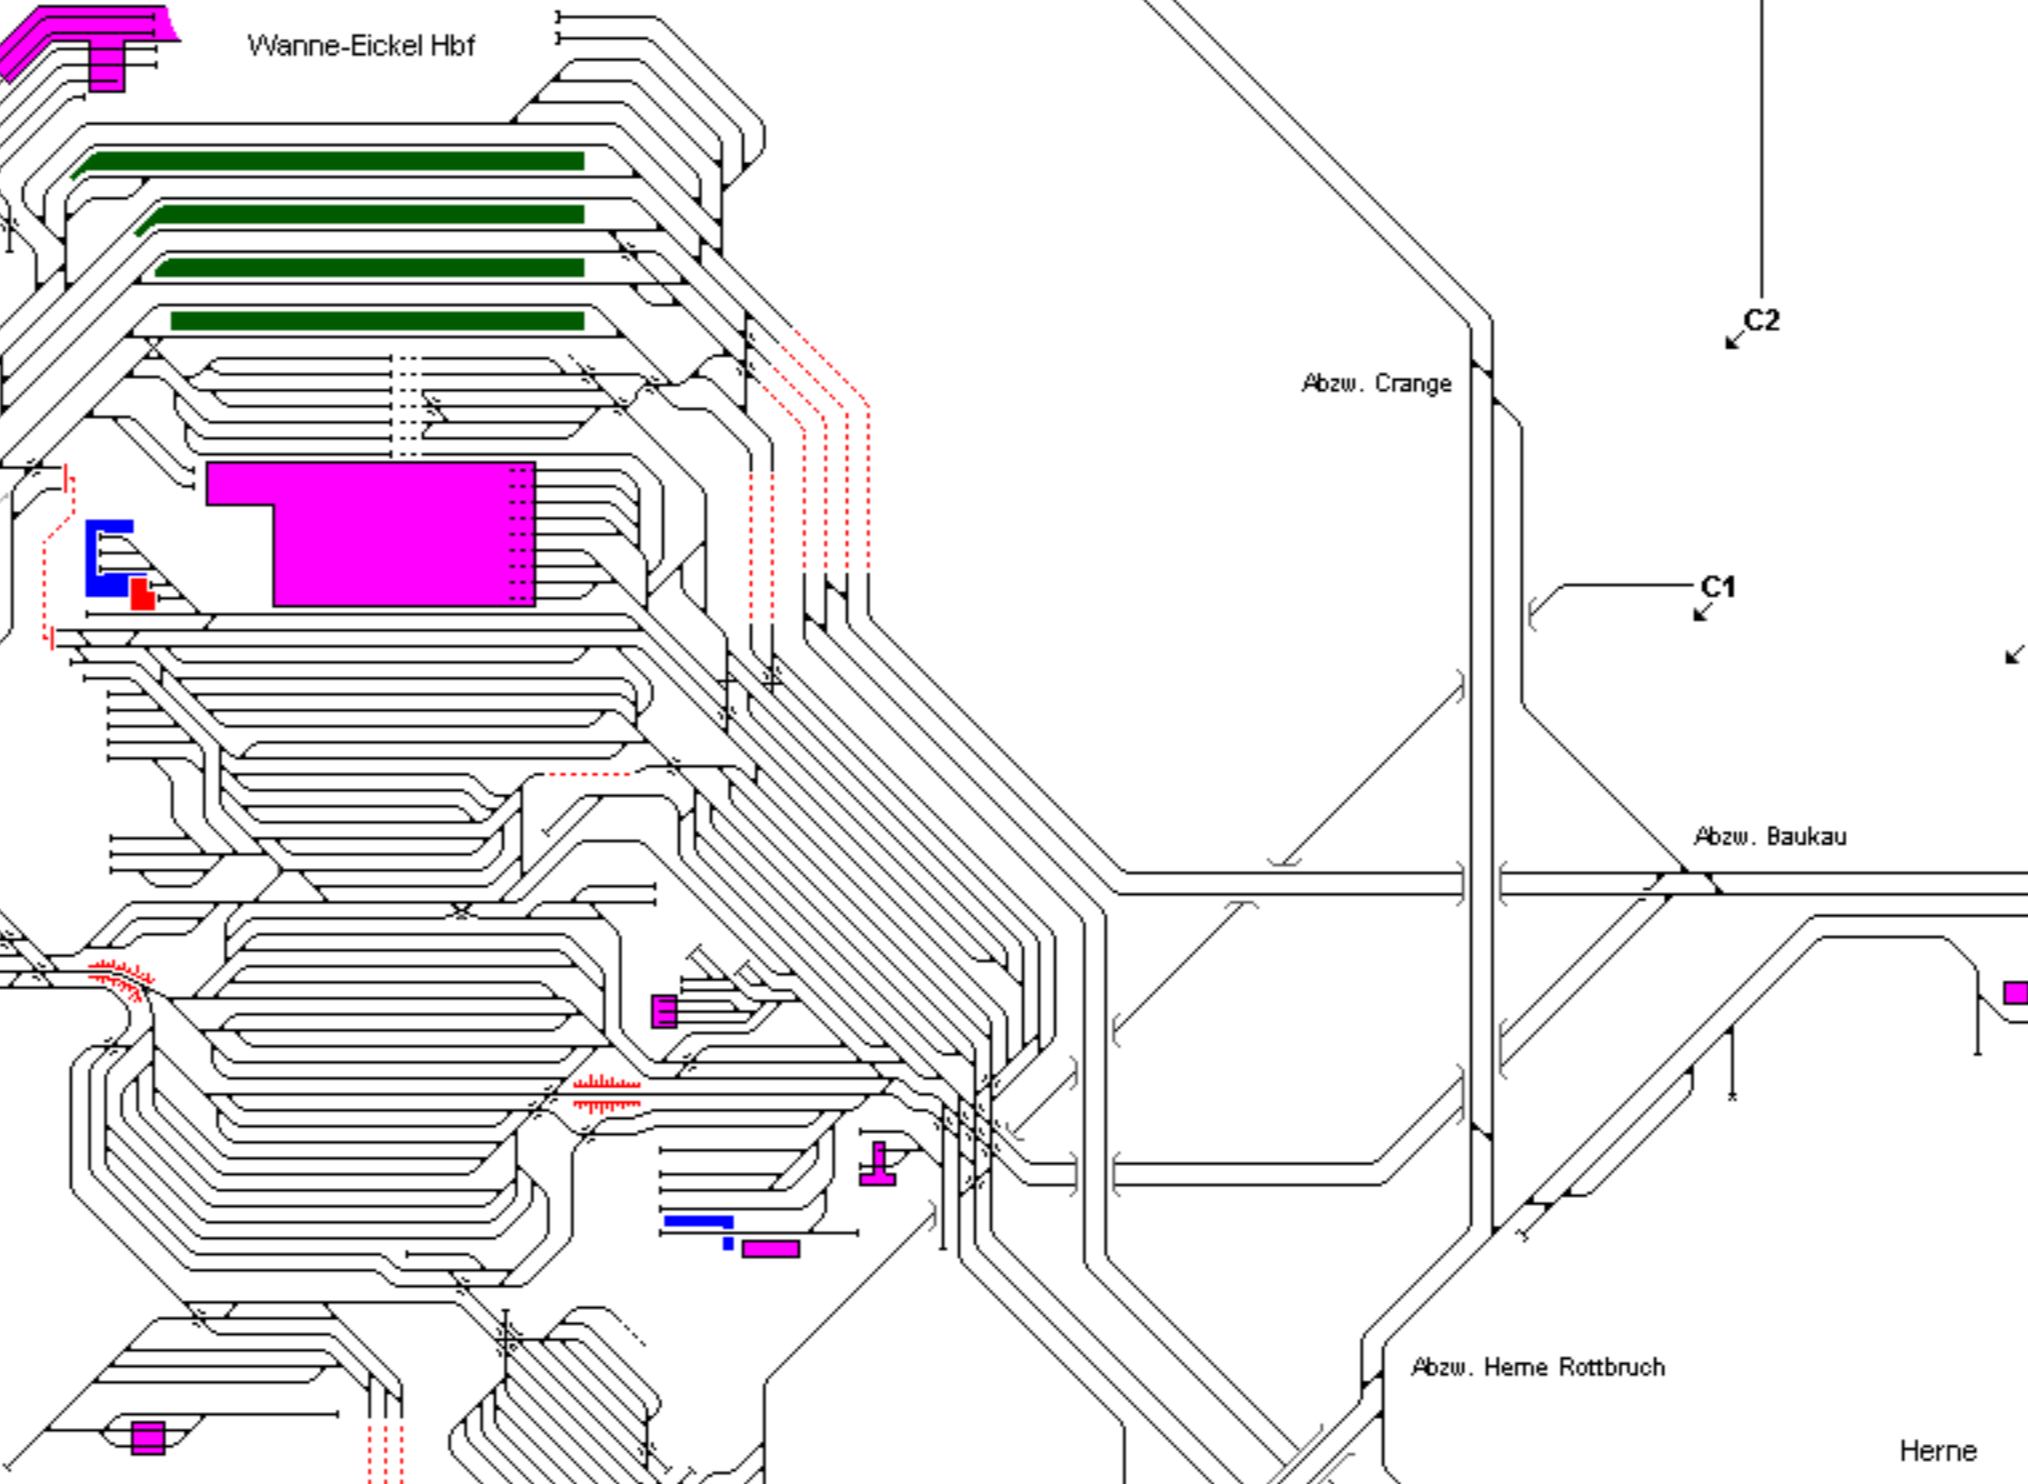 Wanne-Eickel Hbf
C2
Abzw. Crange
C1
Abzw. Baukau
Abzw. Herne Rottbruch
Herne